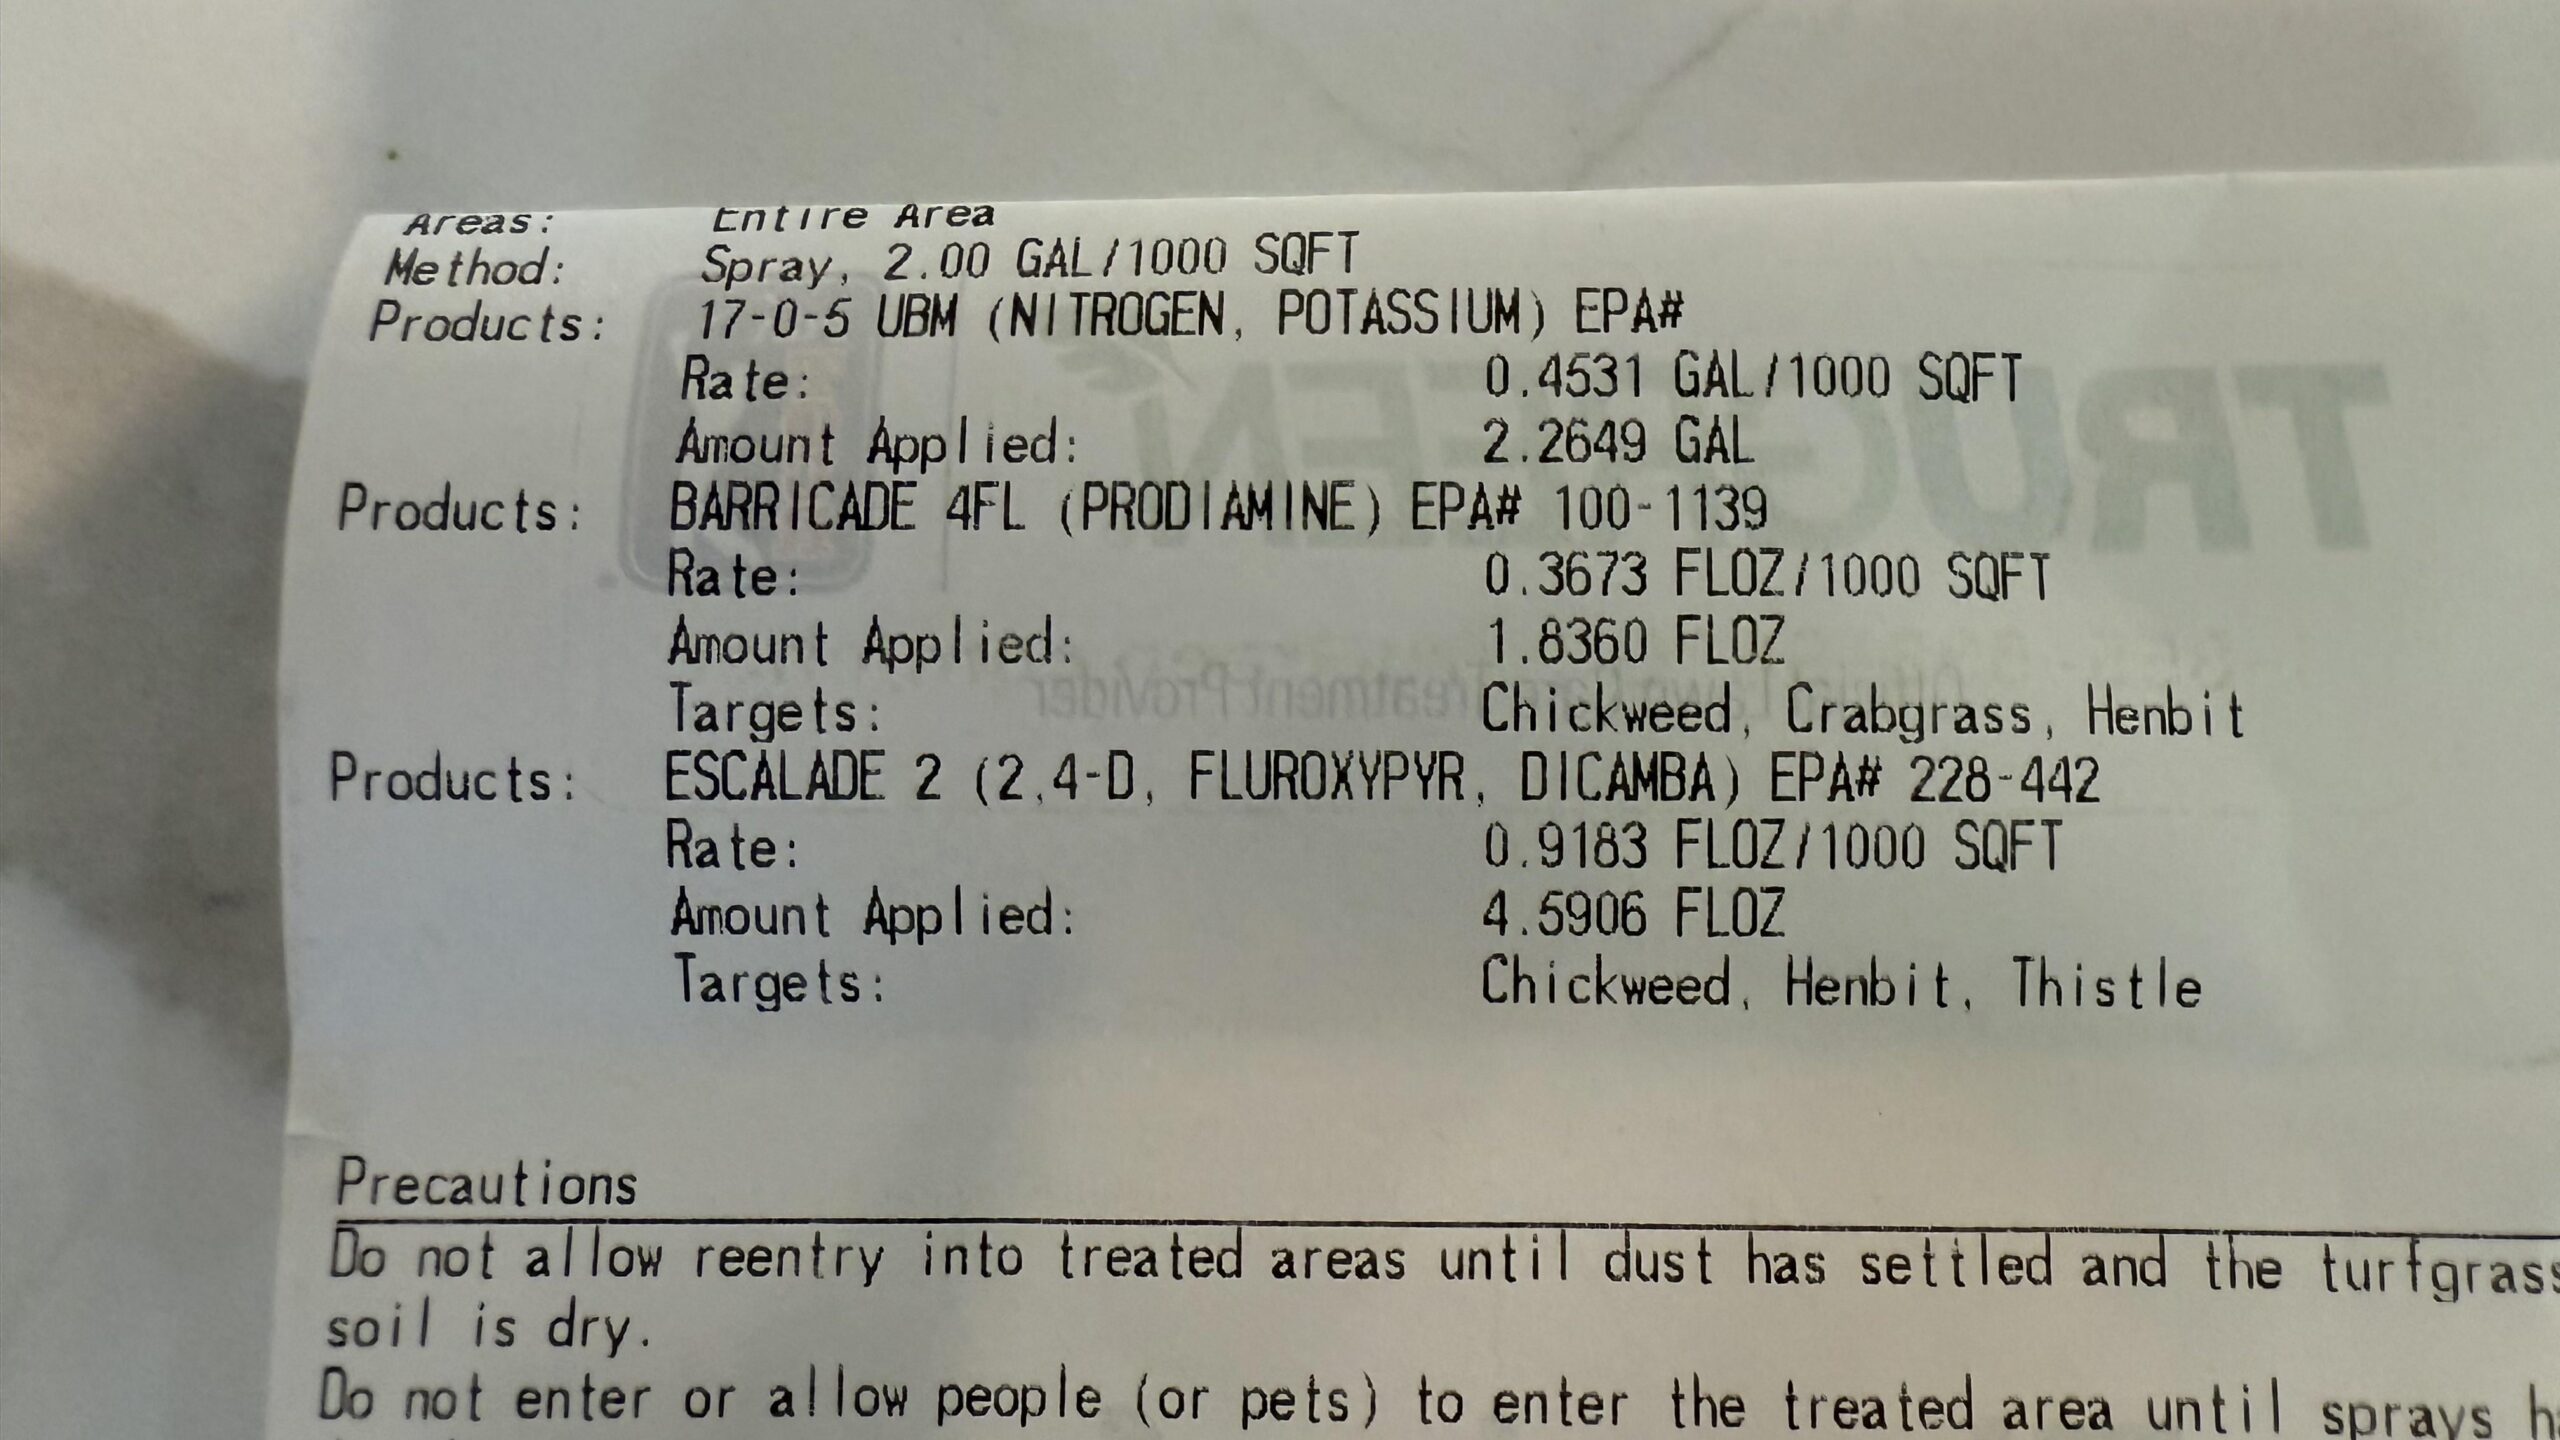 Areas: Entire Area
Method: Spray, 2.00 GAL/1000 SQFT
Products: 17-0-5 UBM (NITROGEN, POTASSIUM) EPA#
Rate: 0.4531 GAL/1000 SQFT
Amount Applied: 2.2649 GAL
Products: BARRICADE 4FL (PRODIAMINE) EPA# 100-1139
Rate: 0.3673 FLOZ/1000 SQFT
Amount Applied: 1.8360 FLOZ
Targets: Chickweed, Crabgrass, Henbit
Products: ESCALADE 2 (2,4-D, FLUROXYPYR, DICAMBA) EPA# 228-442
Rate: 0.9183 FLOZ/1000 SQFT
Amount Applied: 4.5906 FLOZ
Targets: Chickweed, Henbit, Thistle
Precautions
Do not allow reentry into treated areas until dust has settled and the turfgrass
soil is dry.
Do not enter or allow people (or pets) to enter the treated area until sprays
TRUGREEN
Treatment Provider